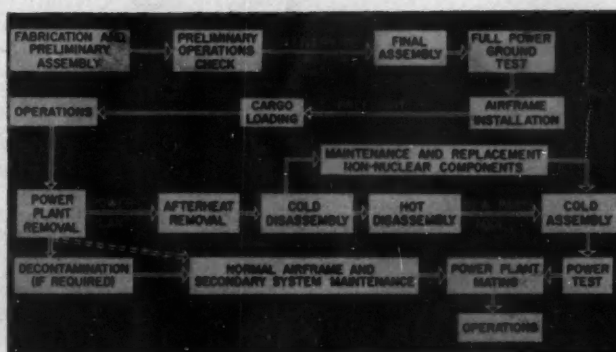 FABRICATION AND
PRELIMINARY
ASSEMBLY
PRELIMINARY
OPERATIONS
CHECK
FINAL
ASSEMBLY
FULL POWER
GROUND
TEST
OPERATIONS
CARGO
LOADING
AIRFRAME
INSTALLATION
MAINTENANCE AND REPLACEMENT
NON-NUCLEAR COMPONENTS
POWER
PLANT
REMOVAL
AFTERHEAT
REMOVAL
COLD
DISASSEMBLY
HOT
DISASSEMBLY
COLD
ASSEMBLY
DECONTAMINATION
(IF REQUIRED)
NORMAL AIRFRAME AND
SECONDARY SYSTEM MAINTENANCE
POWER PLANT
MATING
POWER
TEST
OPERATIONS